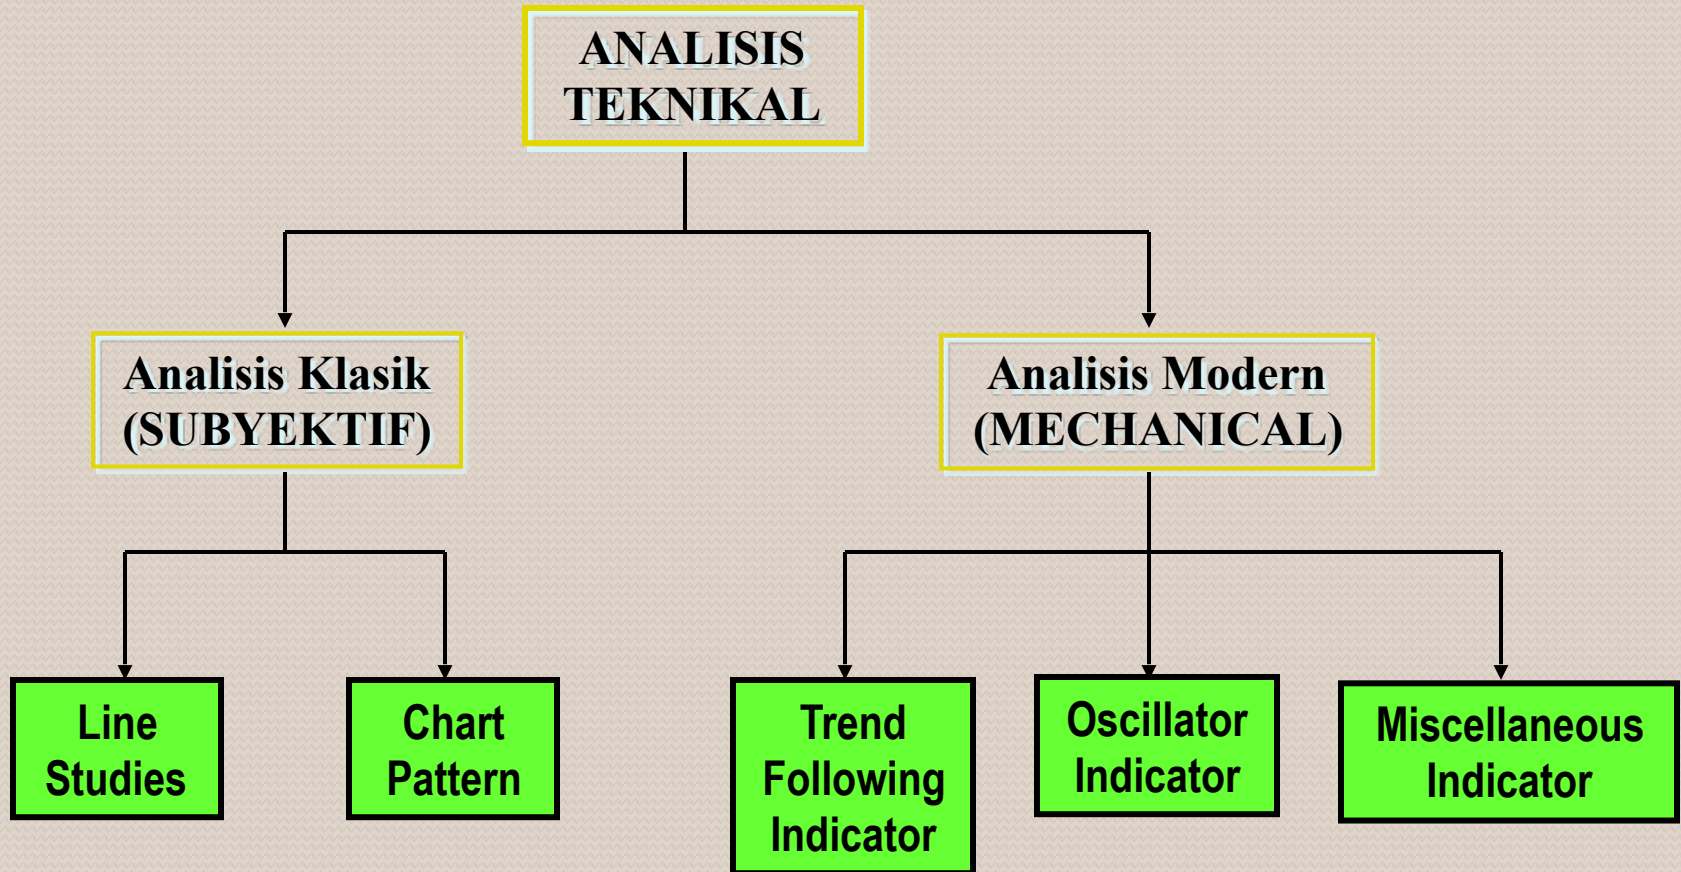 ANALISIS
TEKNIKAL
Analisis Klasik
(SUBYEKTIF)
Analisis Modern
(MECHANICAL)
Line
Studies
Chart
Pattern
Trend
Following
Indicator
Oscillator
Indicator
Miscellaneous
Indicator